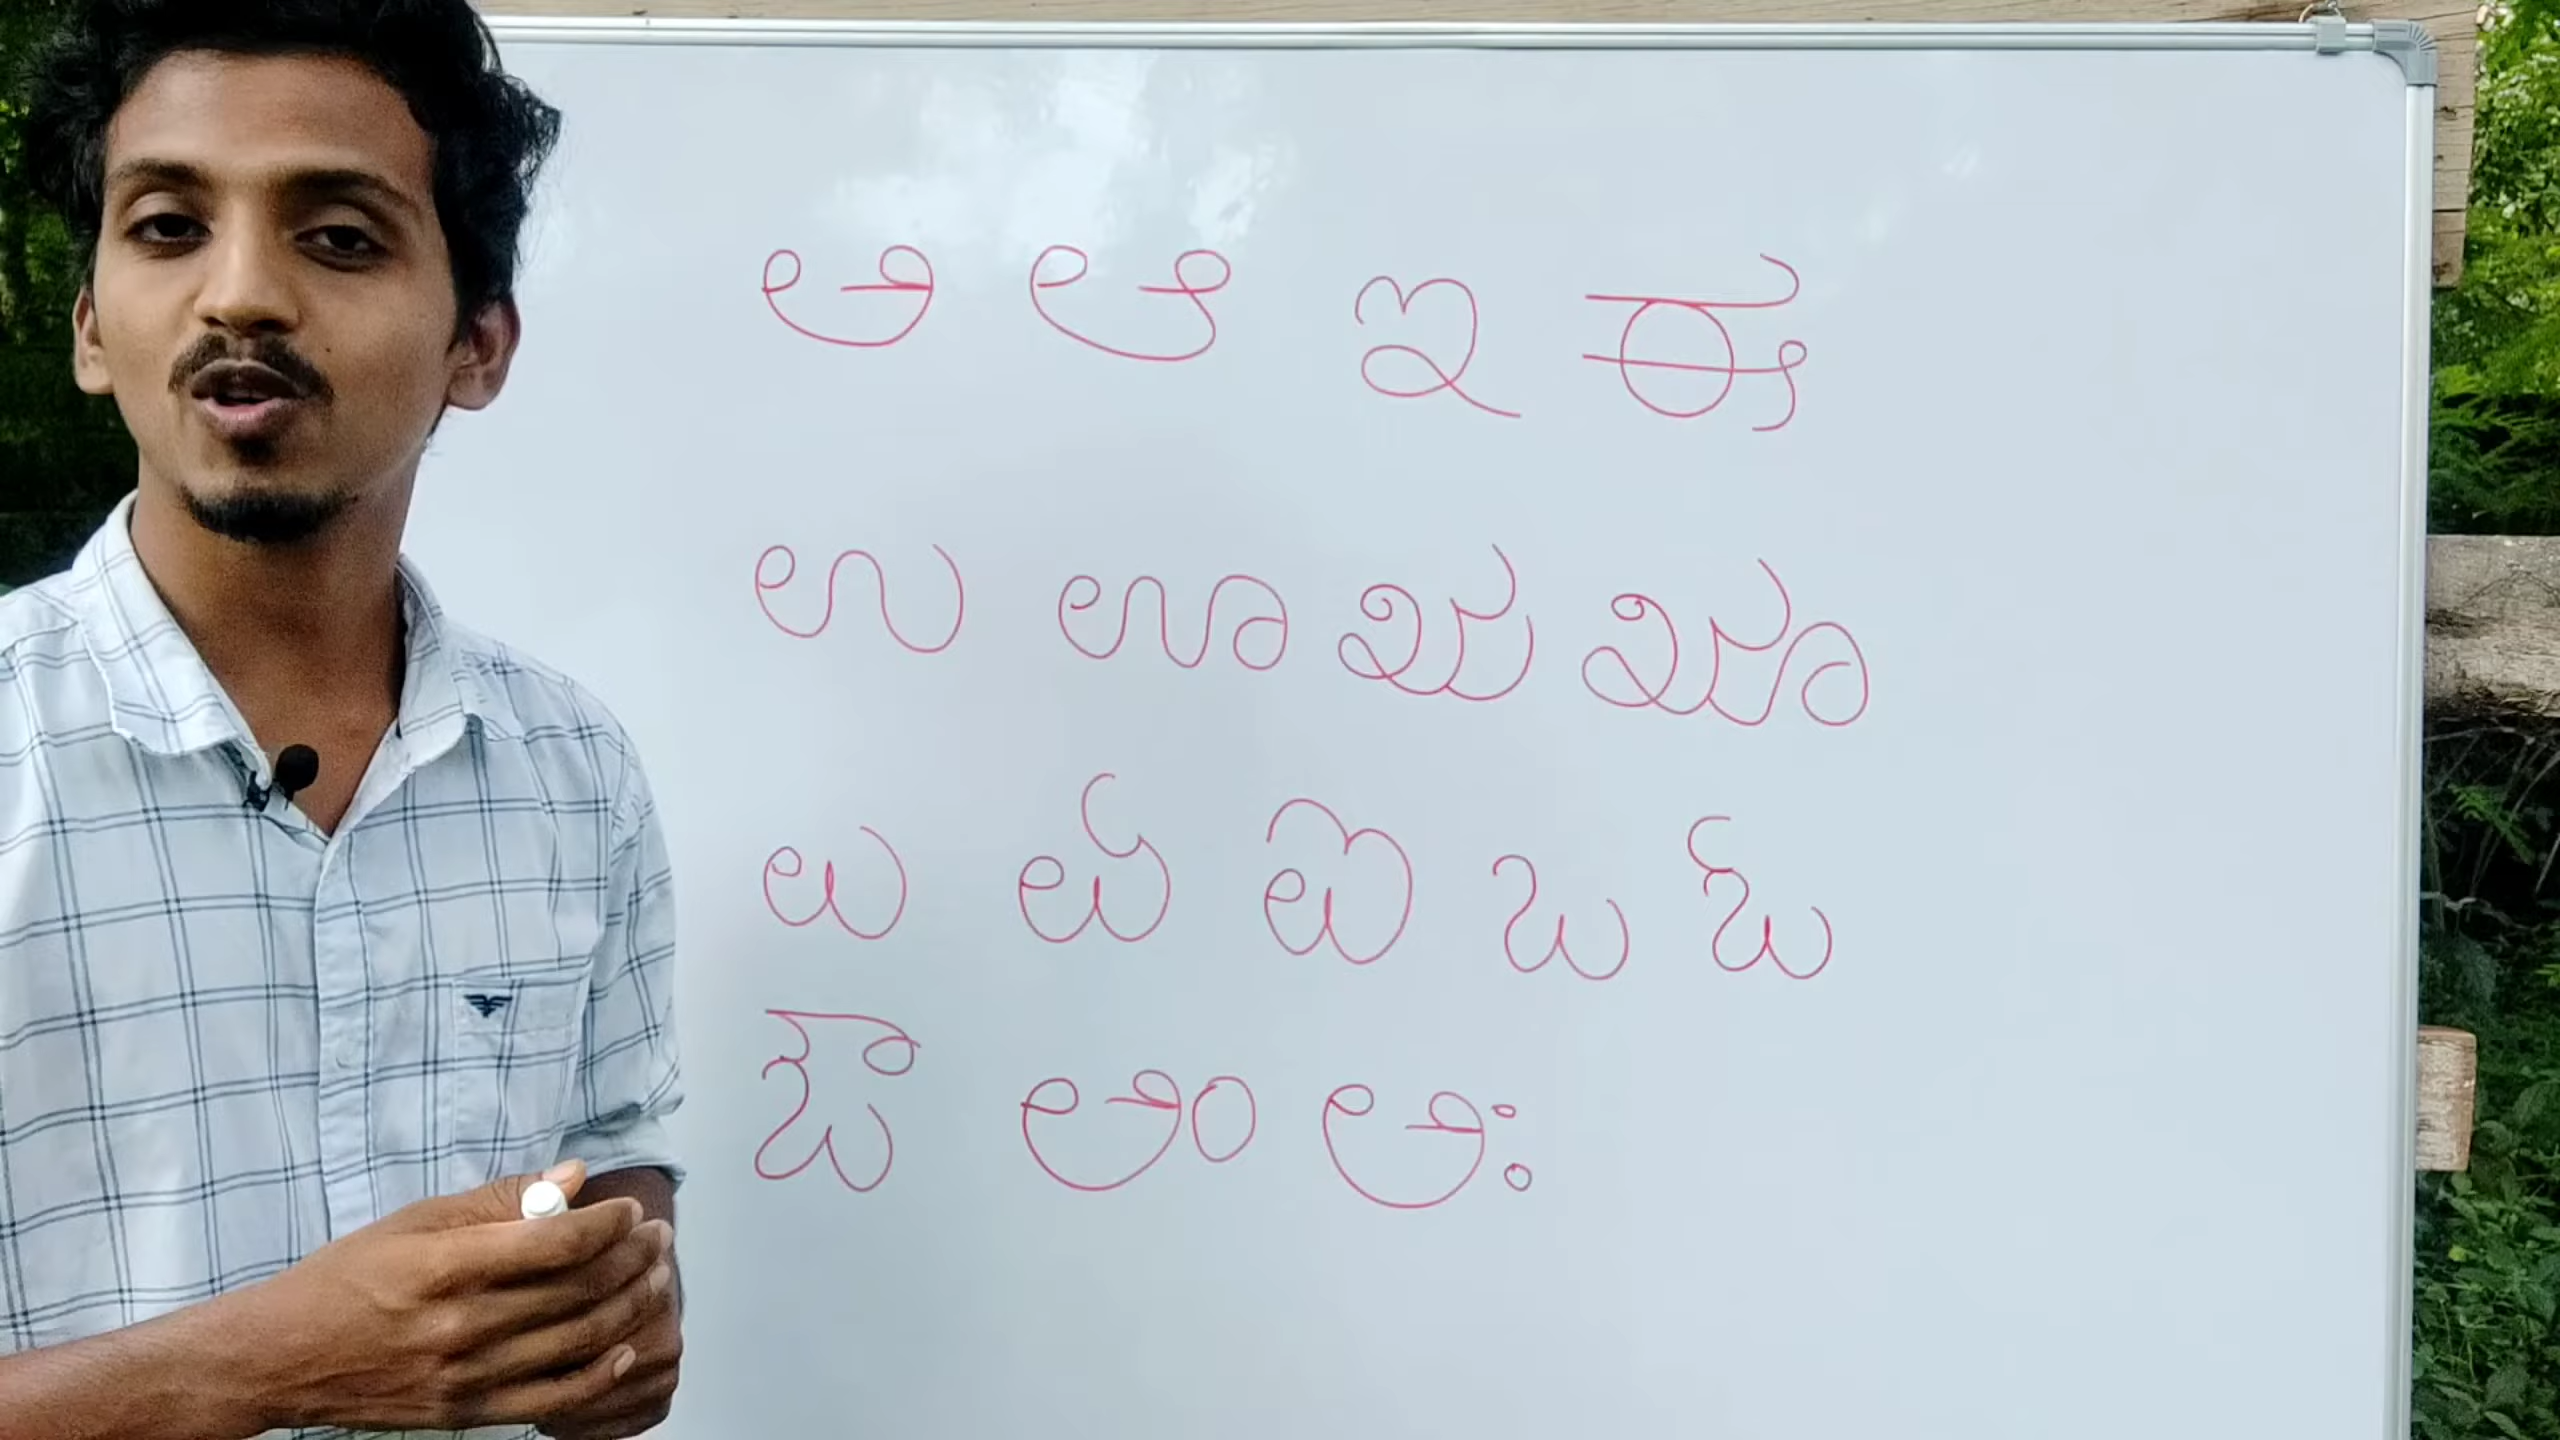 ಅ ಆ ಇ ಈ
ಉ ಊ ಋ ೠ
ಎ ಏ ಐ ಒ ಓ
ಔ ಅಂ ಅಃ